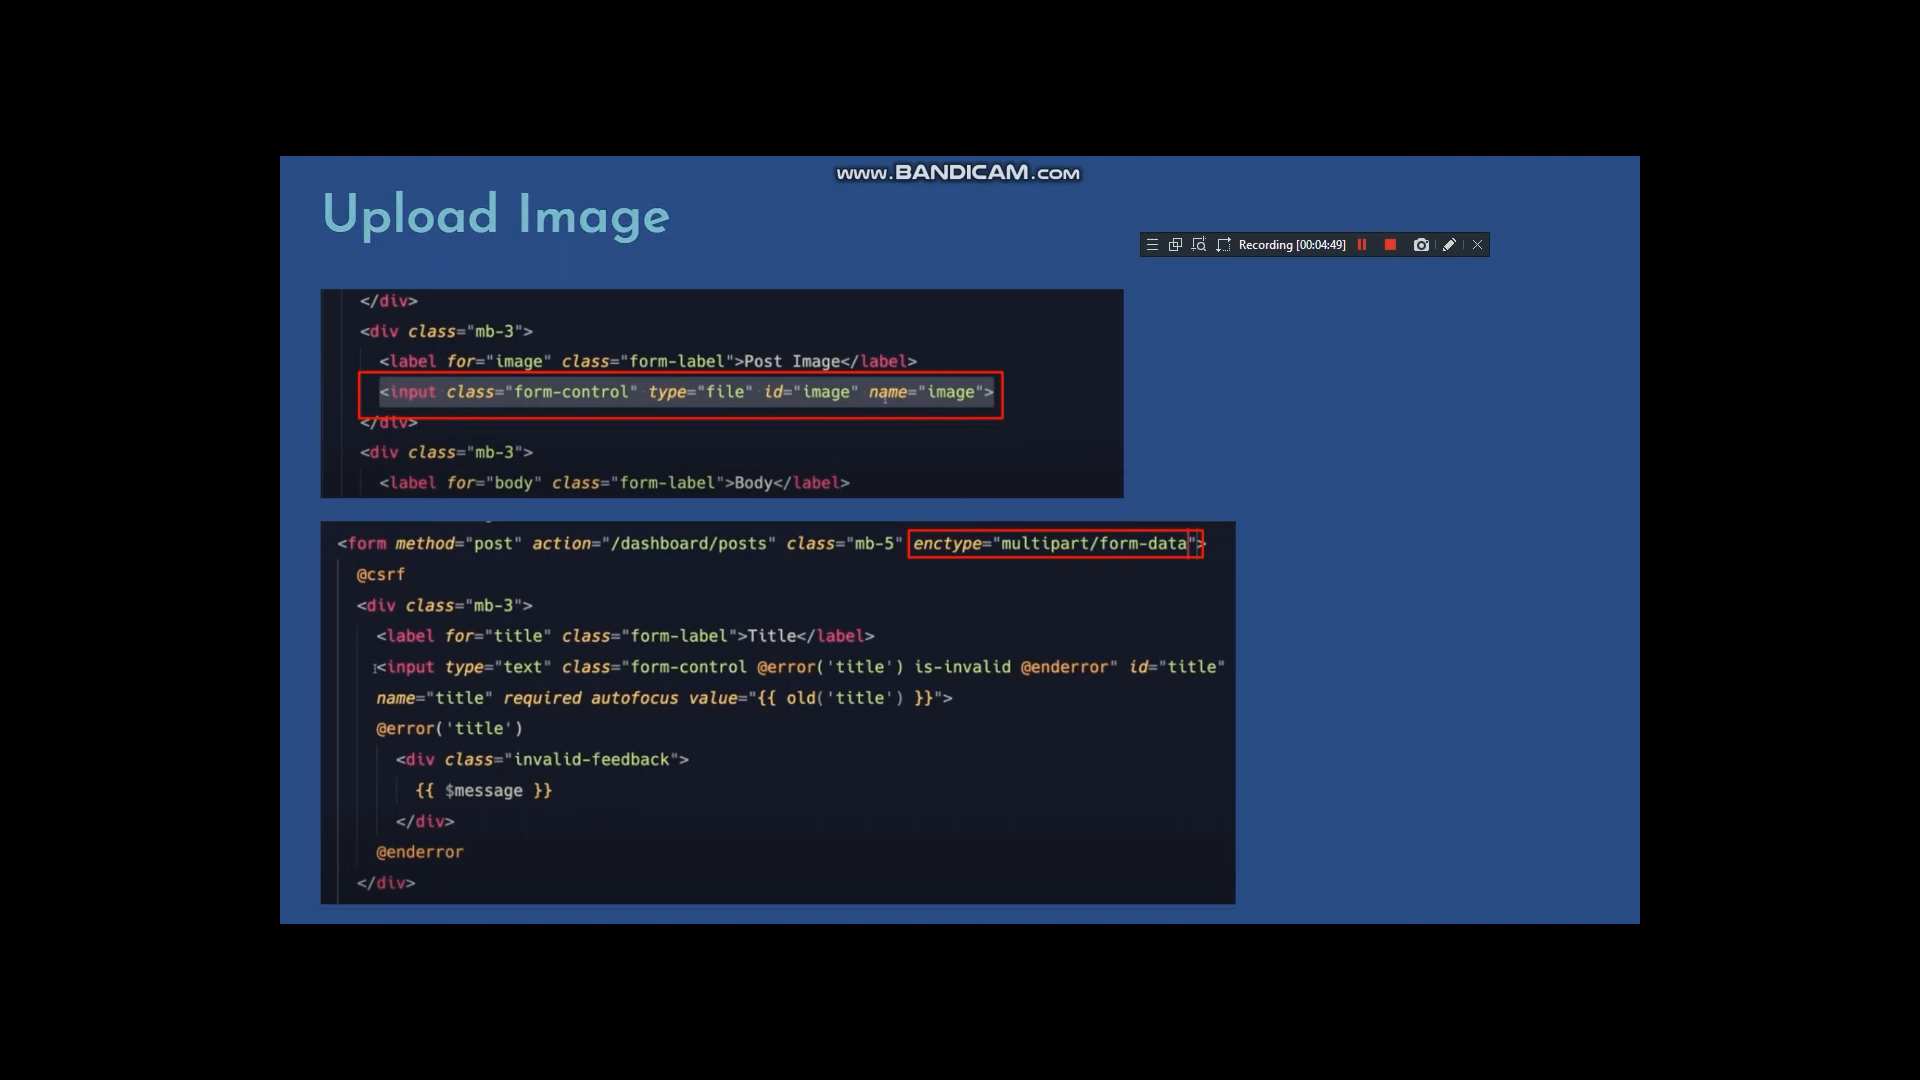 www.BANDICAM.com
Upload Image
Recording [00:04:49]
</div>
<div class="mb-3">
<label for="image" class="form-label">Post Image</label>
<input class="form-control" type="file" id="image" name="image">
</div>
<div class="mb-3">
<label for="body" class="form-label">Body</label>
<form method="post" action="/dashboard/posts" class="mb-5" enctype="multipart/form-data">
@csrf
<div class="mb-3">
<label for="title" class="form-label">Title</label>
<input type="text" class="form-control @error('title') is-invalid @enderror" id="title"
name="title" required autofocus value="{{ old('title') }}">
@error('title')
<div class="invalid-feedback">
{{ $message }}
</div>
@enderror
</div>